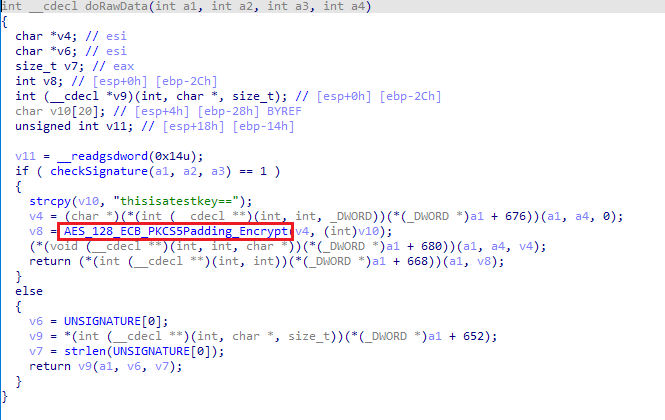 int __cdecl doRawData(int a1, int a2, int a3, int a4)
{
char *v4; // esi
char *v6; // esi
size_t v7; // eax
int v8; // [esp+0h] [ebp-2Ch]
int (__cdecl *v9)(int, char *, size_t); // [esp+0h] [ebp-2Ch]
char v10[20]; // [esp+4h] [ebp-28h] BYREF
unsigned int v11; // [esp+18h] [ebp-14h]
v11 = __readgsdword(0x14u);
if ( checkSignature(a1, a2, a3) == 1 )
{
strcpy(v10, "thisisatestkey==");
v4 = (char *)(*(int (__cdecl **)(int, int, _DWORD))(*(_DWORD *)a1 + 676))(a1, a4, 0);
v8 = AES_128_ECB_PKCS5Padding_Encrypt(v4, (int)v10);
(*(void (__cdecl **)(int, int, char *))(*(_DWORD *)a1 + 680))(a1, a4, v4);
return (*(int (__cdecl **)(int, int))(*(_DWORD *)a1 + 668))(a1, v8);
}
else
{
v6 = UNSIGNATURE[0];
v9 = *(int (__cdecl **)(int, char *, size_t))(*(_DWORD *)a1 + 652);
v7 = strlen(UNSIGNATURE[0]);
return v9(a1, v6, v7);
}
}